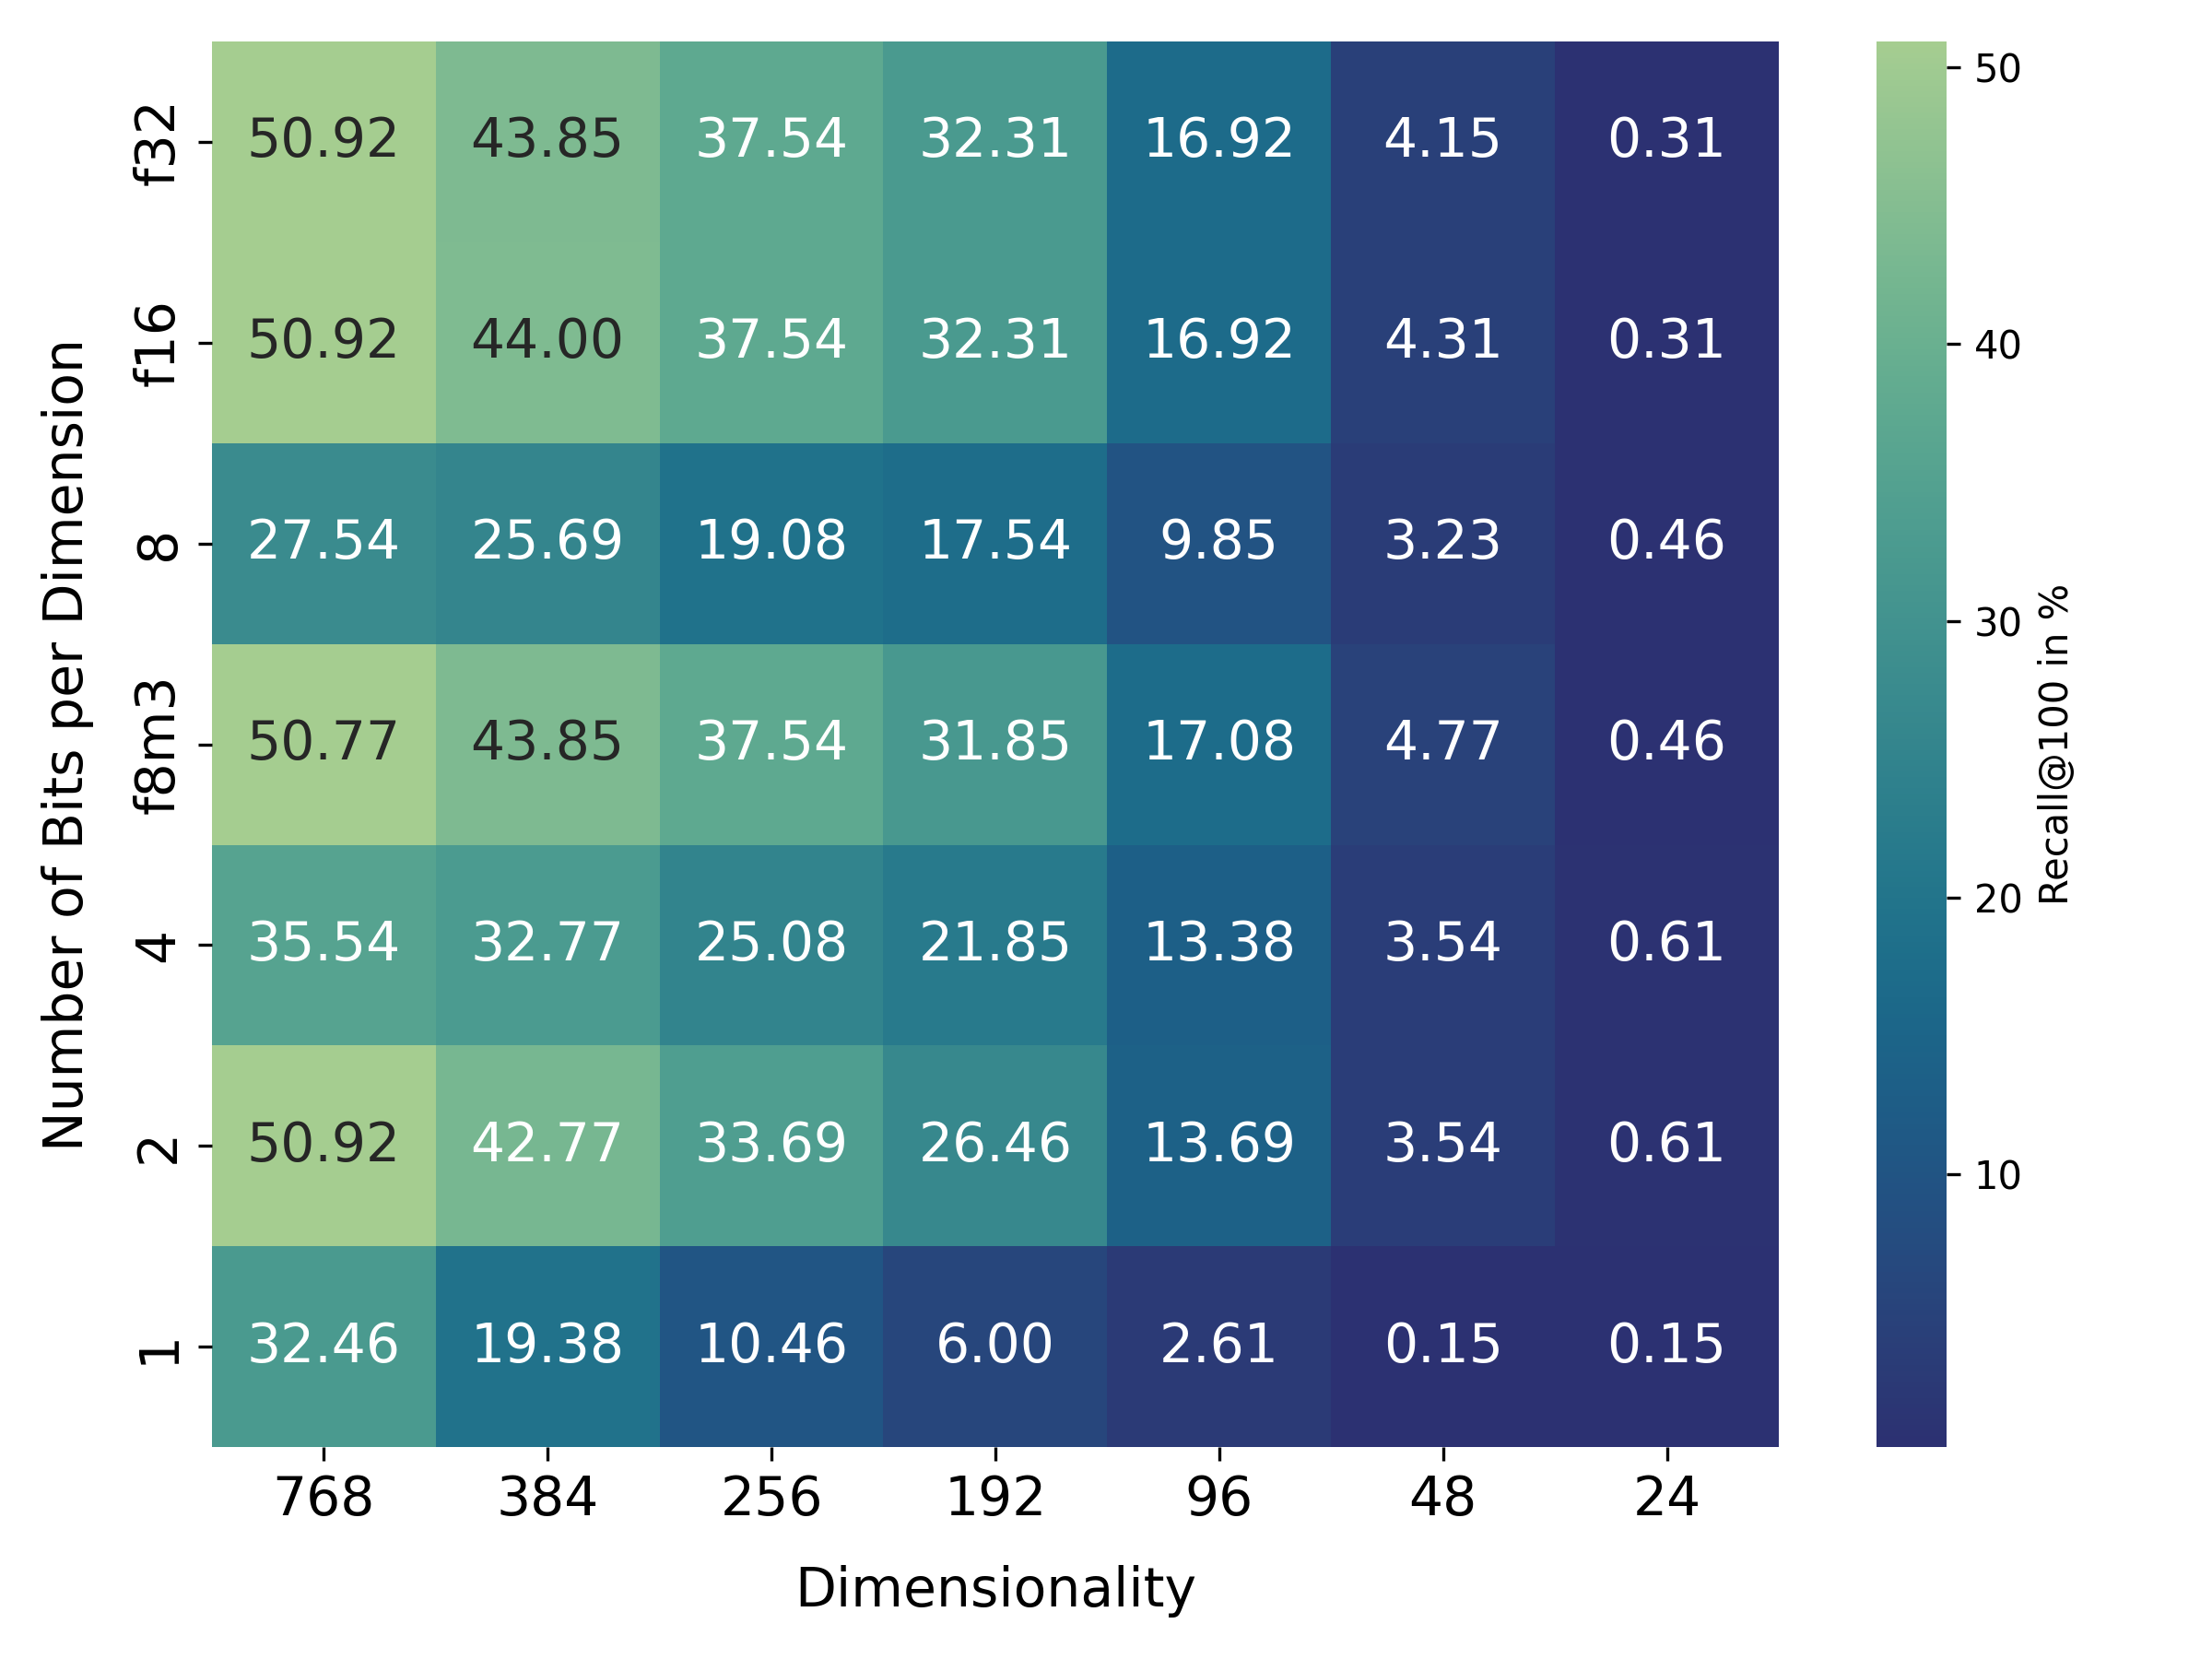 Number of Bits per Dimension
f32 50.92 43.85 37.54 32.31 16.92 4.15 0.31
f16 50.92 44.00 37.54 32.31 16.92 4.31 0.31
8 27.54 25.69 19.08 17.54 9.85 3.23 0.46
f8m3 50.77 43.85 37.54 31.85 17.08 4.77 0.46
4 35.54 32.77 25.08 21.85 13.38 3.54 0.61
2 50.92 42.77 33.69 26.46 13.69 3.54 0.61
1 32.46 19.38 10.46 6.00 2.61 0.15 0.15
768 384 256 192 96 48 24
Dimensionality
50
40
30
20
10
Recall@100 in %